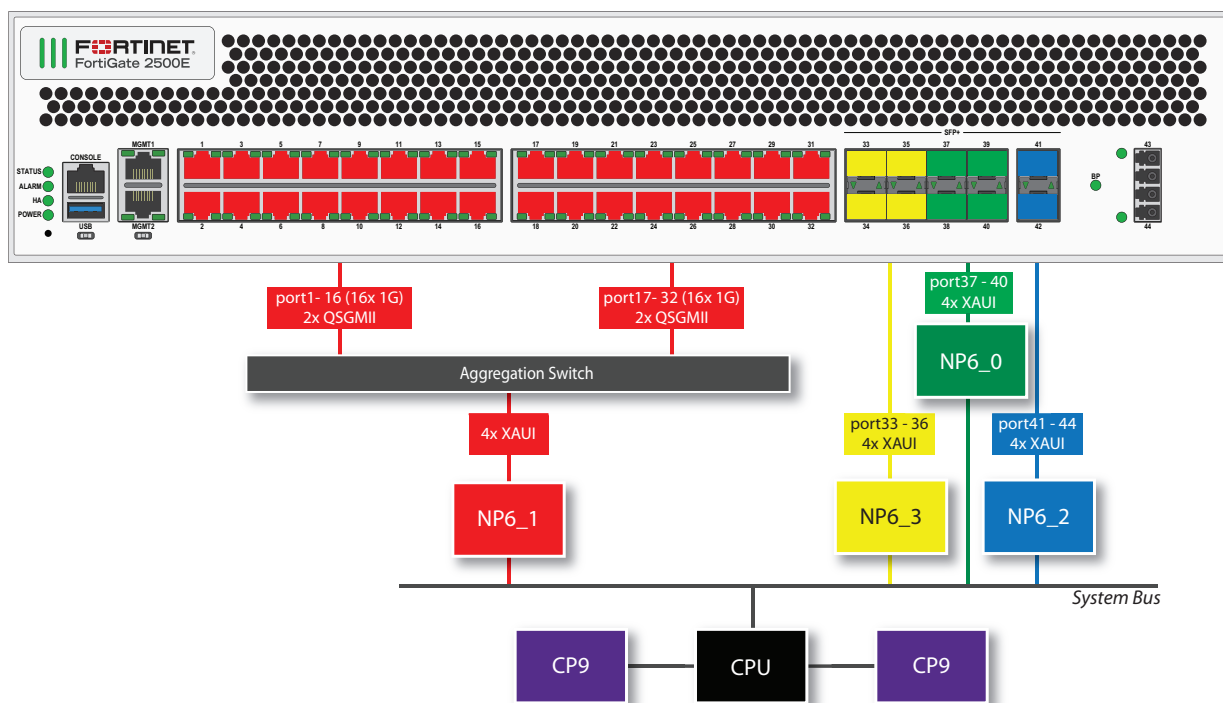 FORTINET
FortiGate 2500E
SFP+
CONSOLE
MGMT1
1 3 5 7 9 11 13 15
17 19 21 23 25 27 29 31
33 35 37 39 41
43
STATUS
ALARM
HA
POWER
BP
USB
MGMT2
2 4 6 8 10 12 14 16
18 20 22 24 26 28 30 32
34 36 38 40 42
44
port1- 16 (16x 1G)
2x QSGMII
port17- 32 (16x 1G)
2x QSGMII
port37 - 40
4x XAUI
Aggregation Switch
NP6_0
4x XAUI
port33 - 36
4x XAUI
port41 - 44
4x XAUI
NP6_1
NP6_3
NP6_2
System Bus
CP9
CPU
CP9